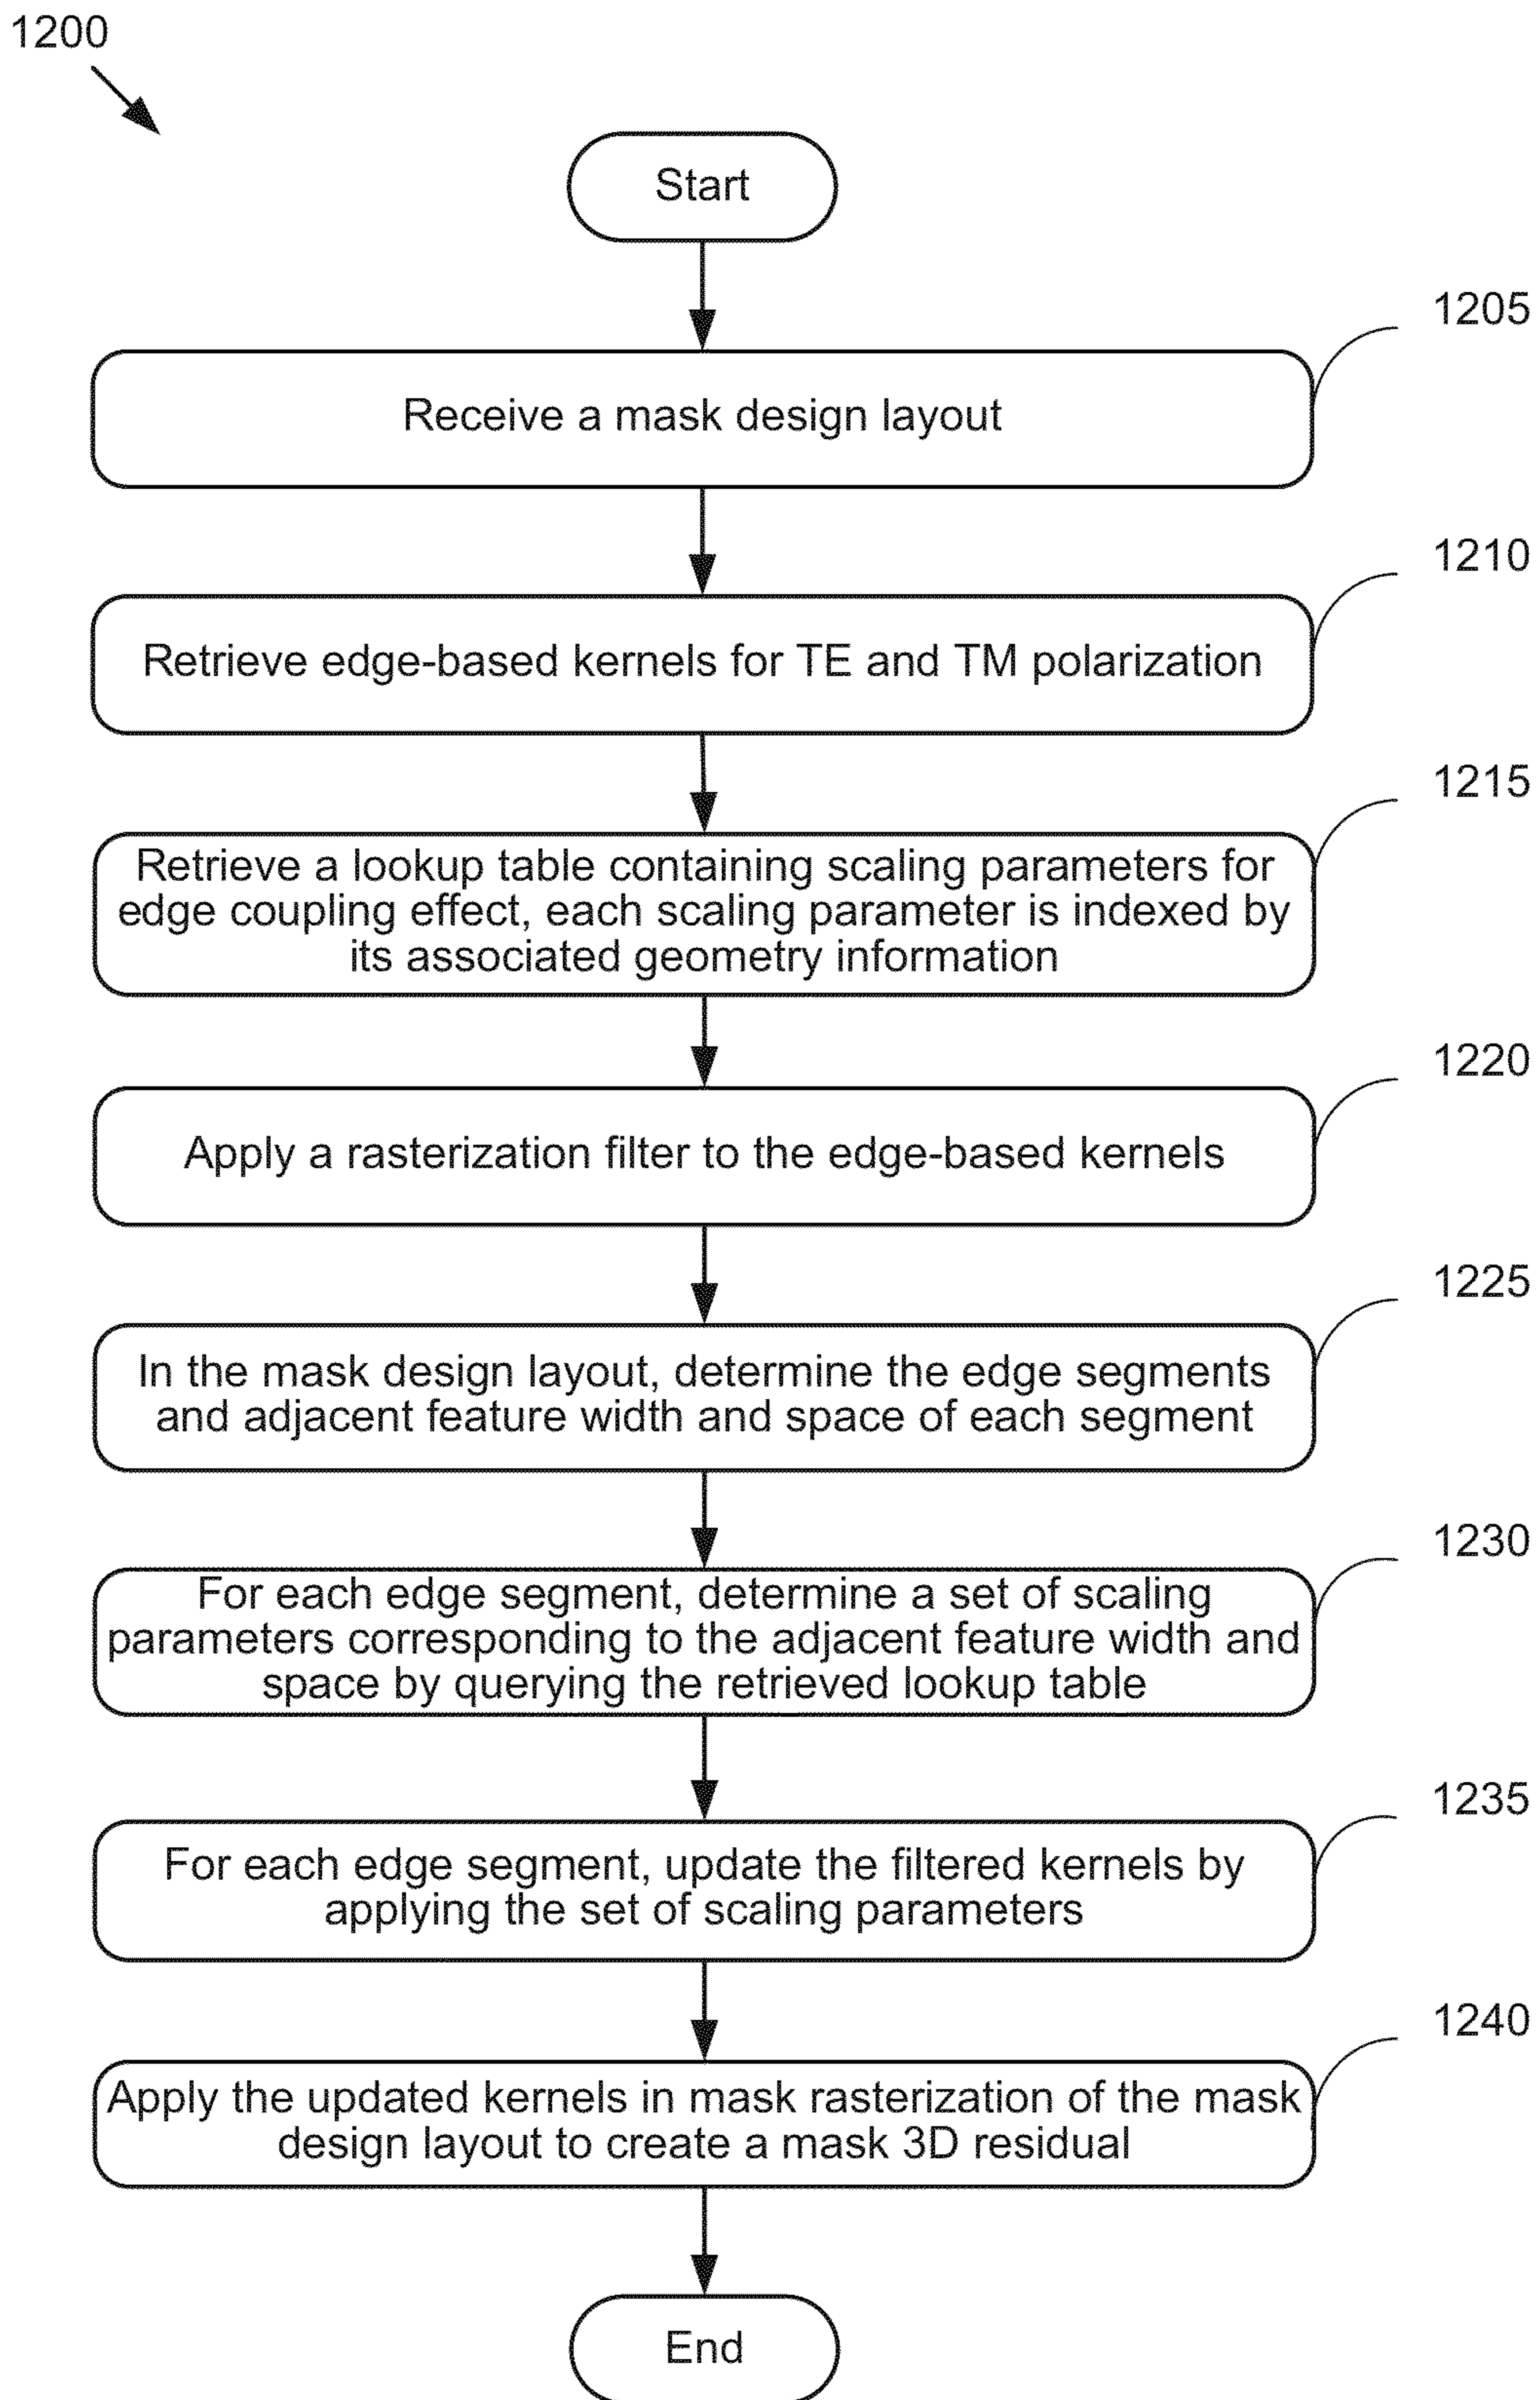 1200
Start
1205
Receive a mask design layout
1210
Retrieve edge-based kernels for TE and TM polarization
1215
Retrieve a lookup table containing scaling parameters for
edge coupling effect, each scaling parameter is indexed by
its associated geometry information
1220
Apply a rasterization filter to the edge-based kernels
1225
In the mask design layout, determine the edge segments
and adjacent feature width and space of each segment
1230
For each edge segment, determine a set of scaling
parameters corresponding to the adjacent feature width and
space by querying the retrieved lookup table
1235
For each edge segment, update the filtered kernels by
applying the set of scaling parameters
1240
Apply the updated kernels in mask rasterization of the mask
design layout to create a mask 3D residual
End